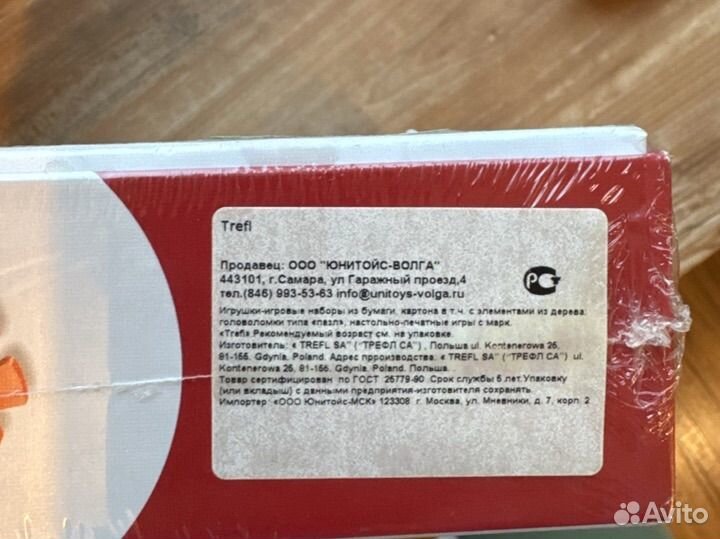 Trefl
Продавец: ООО "ЮНИТОЙС-ВОЛГА"
443101, г.Самара, ул Гаражный проезд,4
тел.(846) 993-53-63 info@unitoys-volga.ru
Игрушки-игровые наборы из бумаги, картона в т.ч. с элементами из дерева:
головоломки типа «пазл», настольно-печатные игры с марк.
«Trefl» Рекомендуемый возраст см. на упаковке.
Изготовитель: « TREFL SA" ("ТРЕФЛ СА") , Польша ul. Kontenerowa 25,
81-155. Gdynia, Poland. Адрес прроизводства: « TREFL SA" ("ТРЕФЛ СА") ul.
Kontenerowa 25, 81-155, Gdynia, Poland. Польша .
Товар сертифицирован по ГОСТ 25779-90 Срок службы 5 лет.Упаковку
(или вкладыш) с данными предприятия-изготовителя сохранять.
Импортер: «ООО Юнитойс-МСК» 123308 г. Москва, ул. Мневники, д. 7, корп. 2
РСТ
Avito